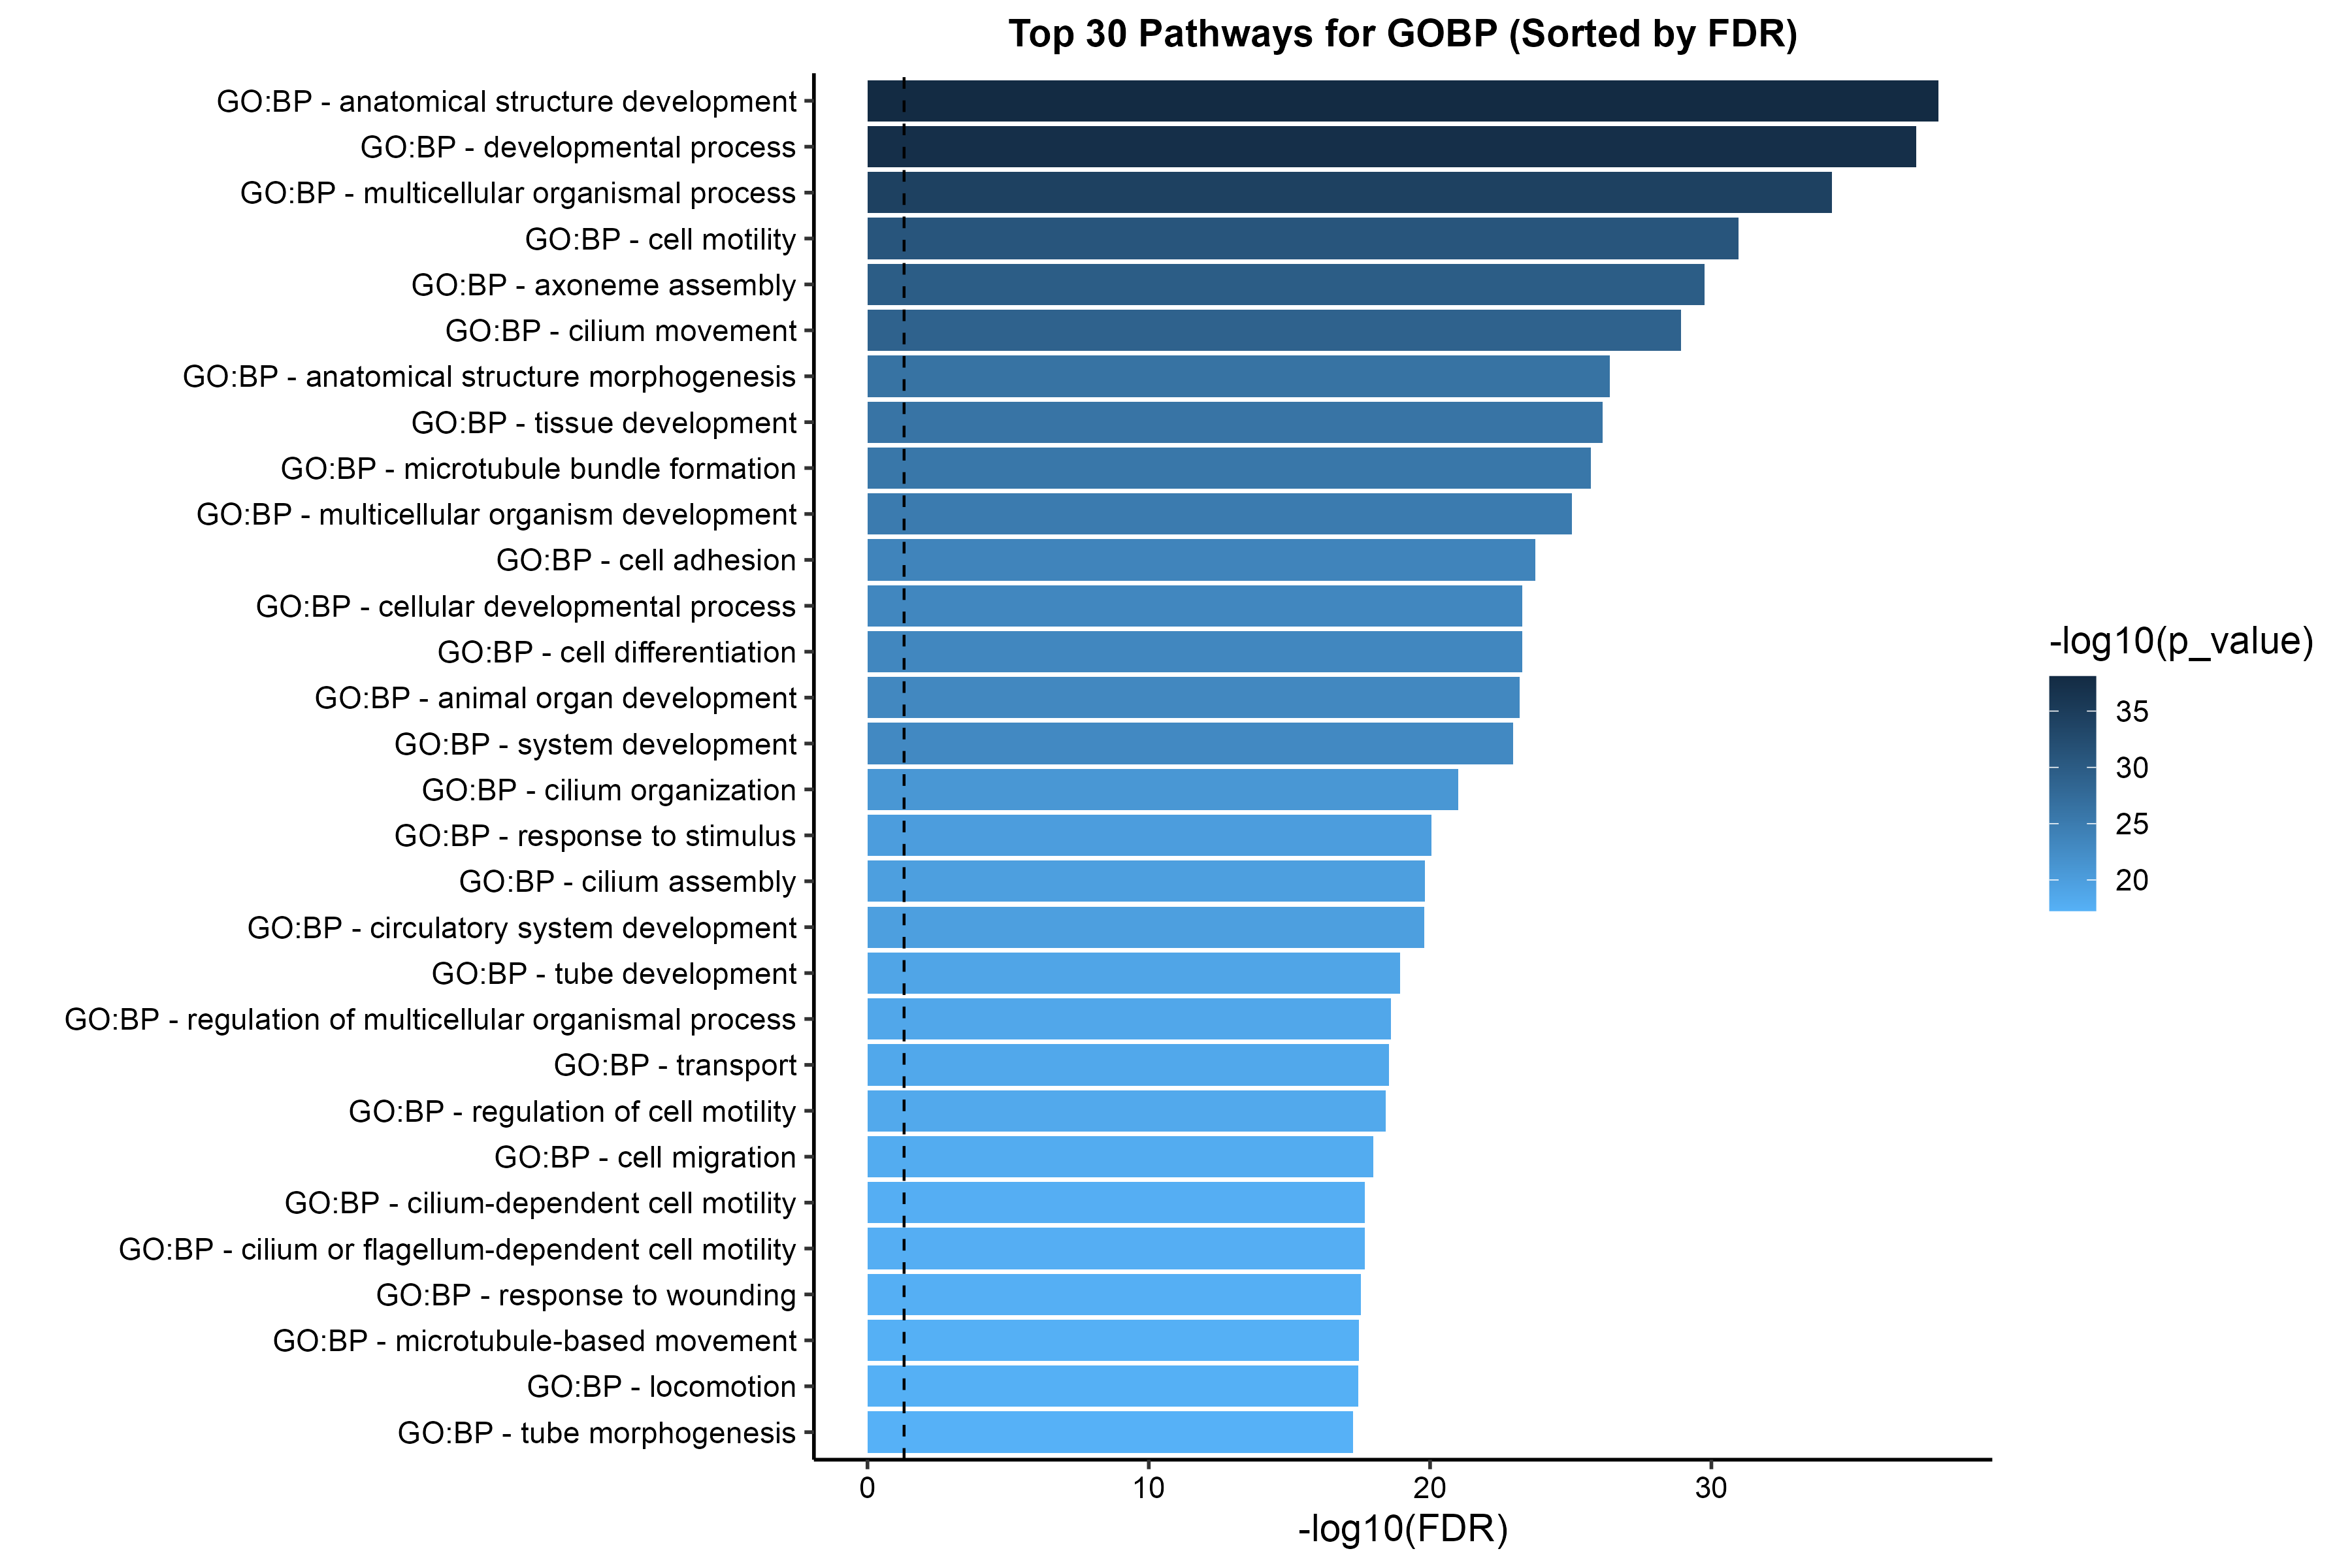 Top 30 Pathways for GOBP (Sorted by FDR)
GO:BP - anatomical structure development
GO:BP - developmental process
GO:BP - multicellular organismal process
GO:BP - cell motility
GO:BP - axoneme assembly
GO:BP - cilium movement
GO:BP - anatomical structure morphogenesis
GO:BP - tissue development
GO:BP - microtubule bundle formation
GO:BP - multicellular organism development
GO:BP - cell adhesion
GO:BP - cellular developmental process
GO:BP - cell differentiation
GO:BP - animal organ development
GO:BP - system development
GO:BP - cilium organization
GO:BP - response to stimulus
GO:BP - cilium assembly
GO:BP - circulatory system development
GO:BP - tube development
GO:BP - regulation of multicellular organismal process
GO:BP - transport
GO:BP - regulation of cell motility
GO:BP - cell migration
GO:BP - cilium-dependent cell motility
GO:BP - cilium or flagellum-dependent cell motility
GO:BP - response to wounding
GO:BP - microtubule-based movement
GO:BP - locomotion
GO:BP - tube morphogenesis
0 10 20 30
-log10(FDR)
-log10(p_value)
35
30
25
20